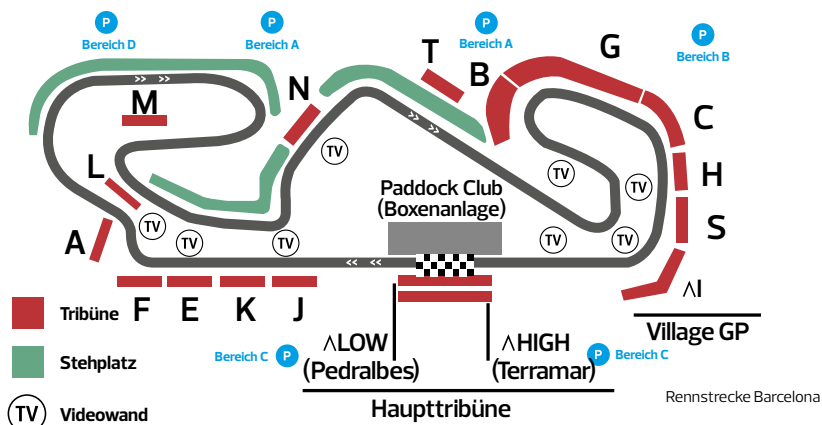 P
P
P
P
Bereich D
Bereich A
Bereich A
Bereich B
T
B
G
N
M
C
TV
L
H
TV
TV
Paddock Club
(Boxenanlage)
A
TV
TV
TV
TV
TV
S
>> >>
>> >>
<< <<
F
E
K
J
ΛI
Village GP
Tribüne
Stehplatz
TV
Videowand
Bereich C
P
ΛLOW
(Pedralbes)
ΛHIGH
(Terramar)
P
Bereich C
Haupttribüne
Rennstrecke Barcelona